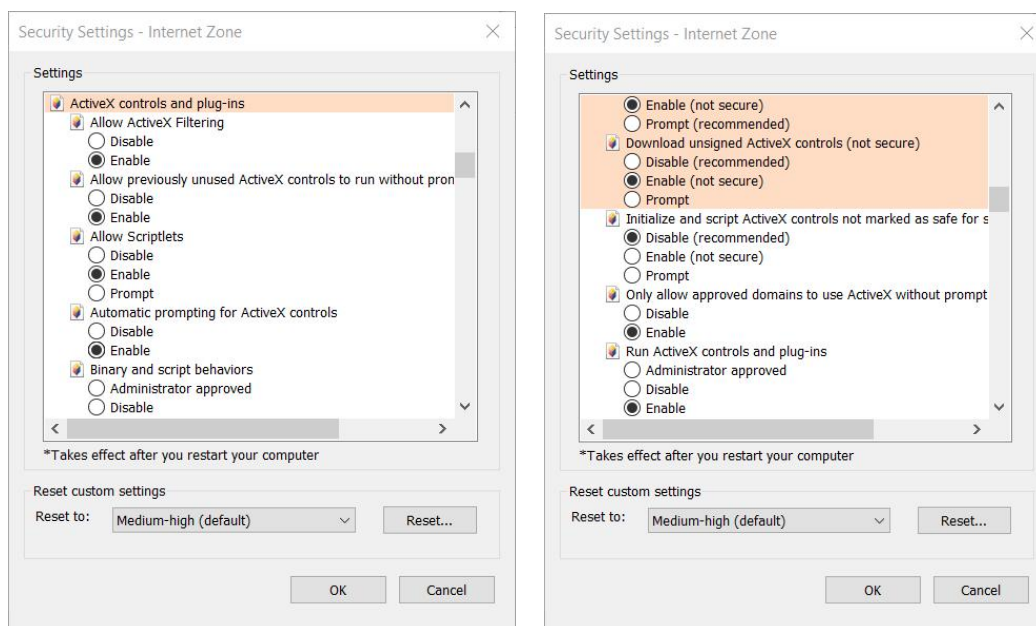 Security Settings - Internet Zone
Settings
ActiveX controls and plug-ins
Allow ActiveX Filtering
Disable
Enable
Allow previously unused ActiveX controls to run without pron
Disable
Enable
Allow Scriptlets
Disable
Enable
Prompt
Automatic prompting for ActiveX controls
Disable
Enable
Binary and script behaviors
Administrator approved
Disable
*Takes effect after you restart your computer
Reset custom settings
Reset to: Medium-high (default) Reset...
OK Cancel
Security Settings - Internet Zone
Settings
Enable (not secure)
Prompt (recommended)
Download unsigned ActiveX controls (not secure)
Disable (recommended)
Enable (not secure)
Prompt
Initialize and script ActiveX controls not marked as safe for s
Disable (recommended)
Enable (not secure)
Prompt
Only allow approved domains to use ActiveX without prompt
Disable
Enable
Run ActiveX controls and plug-ins
Administrator approved
Disable
Enable
*Takes effect after you restart your computer
Reset custom settings
Reset to: Medium-high (default) Reset...
OK Cancel